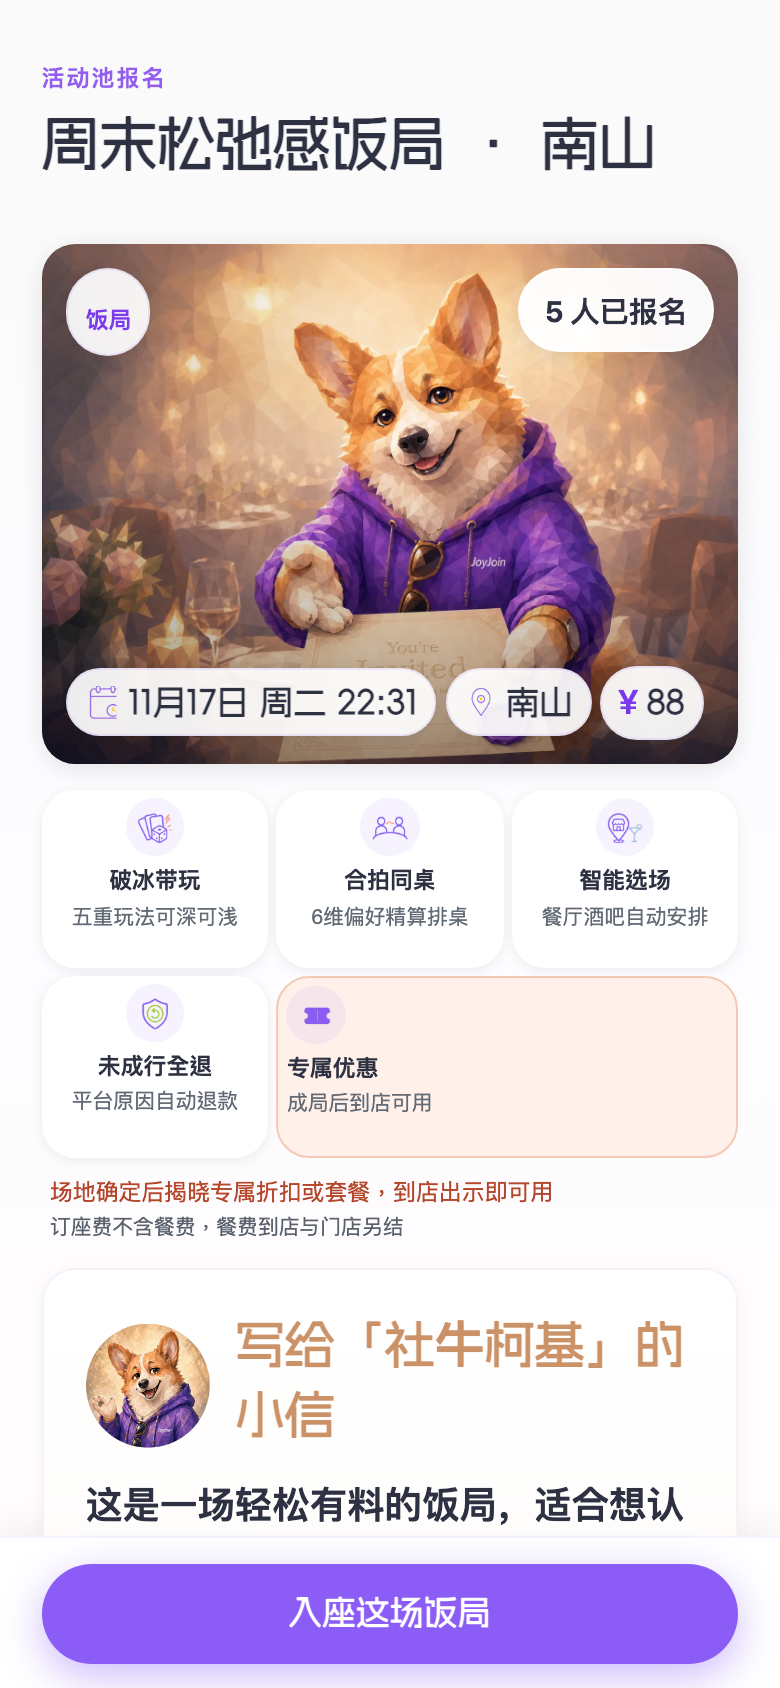 活动池报名
周末松弛感饭局 · 南山
饭局
5 人已报名
JoyJoin
You're
Invited
11月17日 周二 22:31
南山
¥ 88
破冰带玩
五重玩法可深可浅
合拍同桌
6维偏好精算排桌
智能选场
餐厅酒吧自动安排
未成行全退
平台原因自动退款
专属优惠
成局后到店可用
场地确定后揭晓专属折扣或套餐，到店出示即可用
订座费不含餐费，餐费到店与门店另结
写给「社牛柯基」的
小信
这是一场轻松有料的饭局，适合想认
入座这场饭局